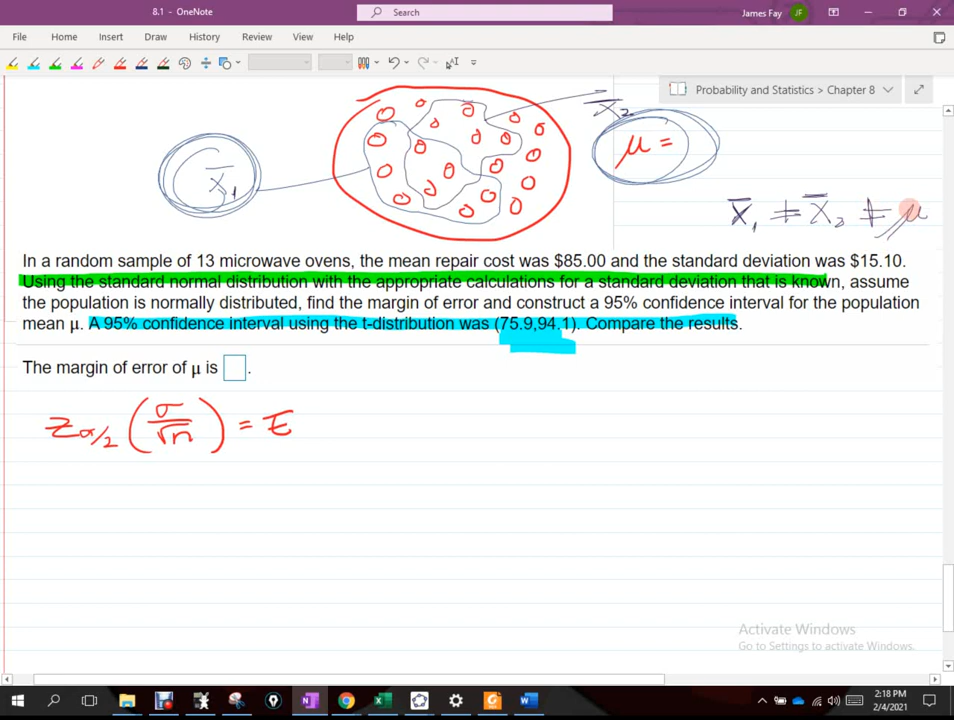 8.1 - OneNote
Search
James Fay
JF
File Home Insert Draw History Review View Help
Probability and Statistics > Chapter 8
X̅₂
μ =
X̅₁
X̅₁ ≠ X̅₂ ≠ μ
In a random sample of 13 microwave ovens, the mean repair cost was $85.00 and the standard deviation was $15.10.
Using the standard normal distribution with the appropriate calculations for a standard deviation that is known, assume
the population is normally distributed, find the margin of error and construct a 95% confidence interval for the population
mean μ. A 95% confidence interval using the t-distribution was (75.9,94.1). Compare the results.
The margin of error of μ is .
Z α/2 (σ/√n) = E
Activate Windows
Go to Settings to activate Windows.
2:18 PM
2/4/2021